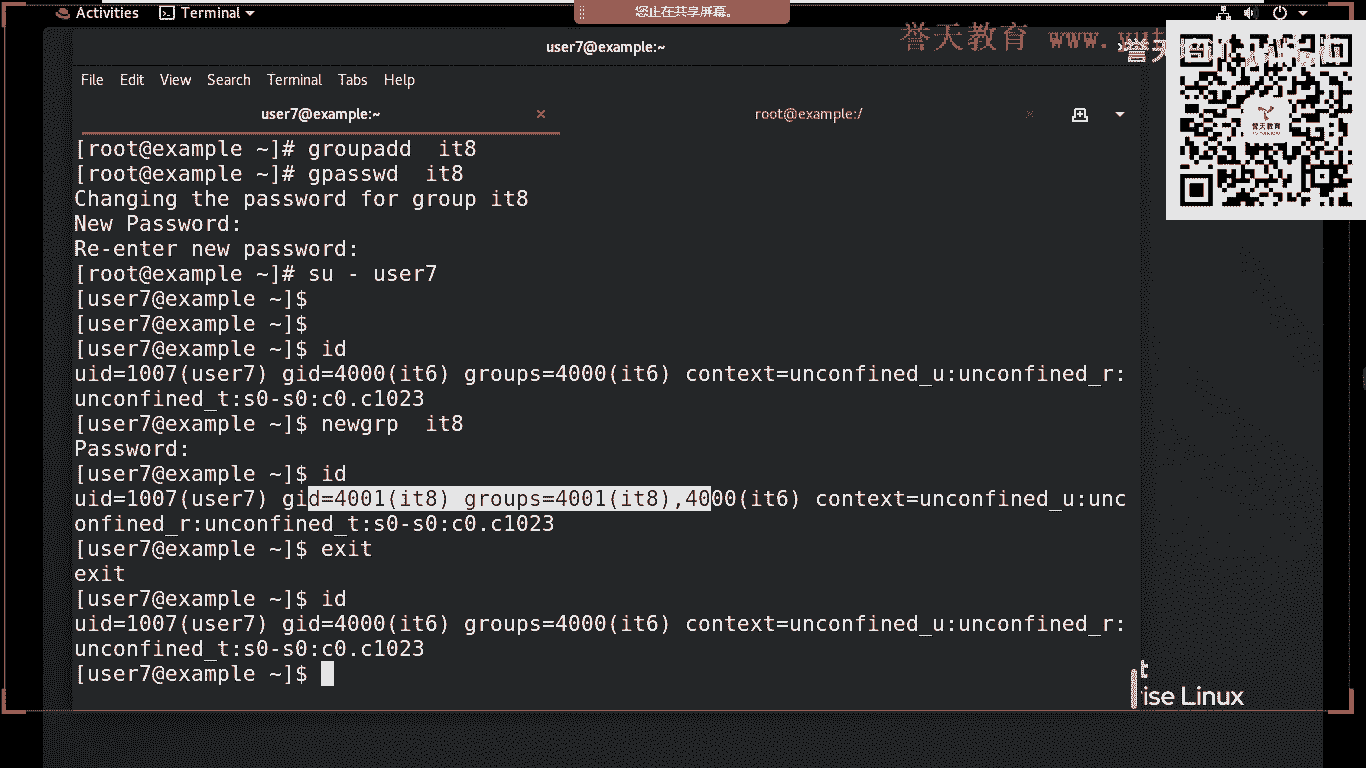 Activities Terminal
您正在共享屏幕。
誉天教育 www.
user7@example:~
File Edit View Search Terminal Tabs Help
user7@example:~ × root@example:/ ×
誉天教育
[root@example ~]# groupadd  it8
[root@example ~]# gpasswd  it8
Changing the password for group it8
New Password:
Re-enter new password:
[root@example ~]# su - user7
[user7@example ~]$
[user7@example ~]$
[user7@example ~]$ id
uid=1007(user7) gid=4000(it6) groups=4000(it6) context=unconfined_u:unconfined_r:
unconfined_t:s0-s0:c0.c1023
[user7@example ~]$ newgrp  it8
Password:
[user7@example ~]$ id
uid=1007(user7) gid=4001(it8) groups=4001(it8),4000(it6) context=unconfined_u:unc
onfined_r:unconfined_t:s0-s0:c0.c1023
[user7@example ~]$ exit
exit
[user7@example ~]$ id
uid=1007(user7) gid=4000(it6) groups=4000(it6) context=unconfined_u:unconfined_r:
unconfined_t:s0-s0:c0.c1023
[user7@example ~]$
t
ise Linux